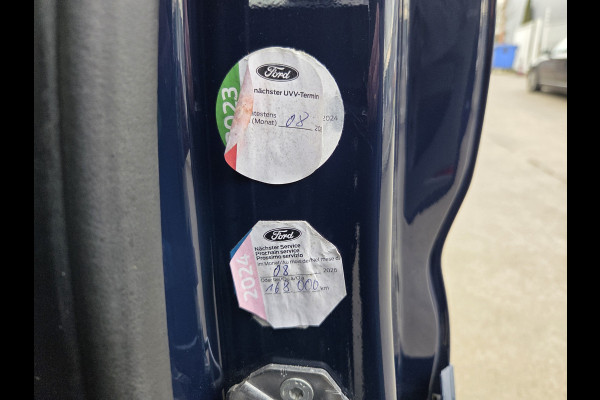 2023
Ford
nächster UVV-Termin
(Monat) 08 2024
2024
Ford
Nächster Service
Prochain service
Prossimo servizio
08 2026
168 000 km